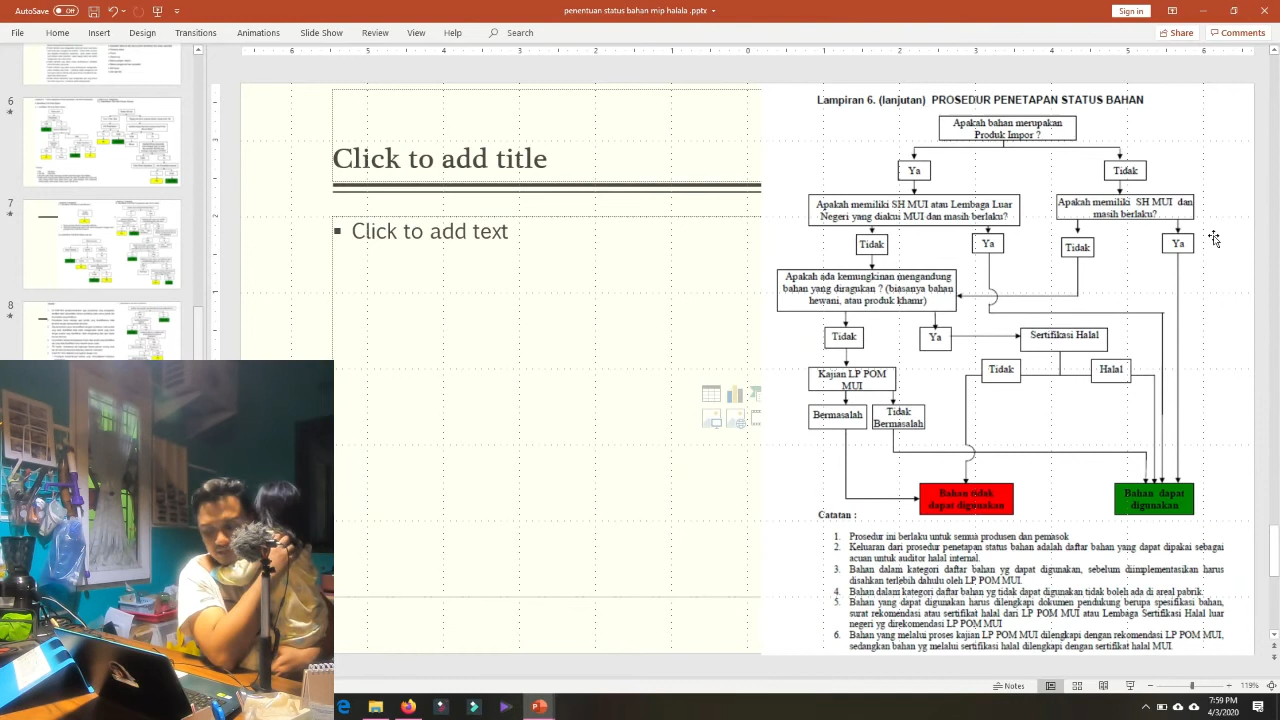 AutoSave Off
penentuan status bahan mip halala .pptx
Sign in
File Home Insert Design Transitions Animations Slide Show Review View Help Search
Share Comments
Click to add title
Click to add text
Lampiran 6. (lanjutan) PROSEDUR PENETAPAN STATUS BAHAN
Apakah bahan merupakan
Produk Impor ?
Ya
Tidak
Apakah memiliki SH MUI atau Lembaga Luar
Negeri yang diakui MUI dan masih berlaku?
Apakah memiliki SH MUI dan
masih berlaku?
Tidak
Ya
Tidak
Ya
Apakah ada kemungkinan mengandung
bahan yang diragukan ? (biasanya bahan
hewani, atau produk khamr)
Tidak
Ya
Sertifikasi Halal
Kajian LP POM
MUI
Tidak
Halal
Bermasalah
Tidak
Bermasalah
Bahan tidak
dapat digunakan
Bahan dapat
digunakan
Catatan :
1. Prosedur ini berlaku untuk semua produsen dan pemasok
2. Keluaran dari prosedur penetapan status bahan adalah daftar bahan yang dapat dipakai sebagai
acuan untuk auditor halal internal.
3. Bahan dalam kategori daftar bahan yg dapat digunakan, sebelum diimplementasikan harus
disahkan terlebih dahulu oleh LP. POM MUI.
4. Bahan dalam kategori daftar bahan yg tidak dapat digunakan tidak boleh ada di areal pabrik.
5. Bahan yang dapat digunakan harus dilengkapi dokumen pendukung berupa spesifikasi bahan,
surat rekomendasi atau sertifikat halal dari LP POM MUI atau Lembaga Sertifikasi Halal luar
negeri yg direkomendasi LP POM MUI
6. Bahan yang melalui proses kajian LP POM MUI dilengkapi dengan rekomendasi LP POM MUI,
sedangkan bahan yg melalui sertifikasi halal dilengkapi dengan sertifikat halal MUI.
Notes
119%
7:59 PM
4/3/2020